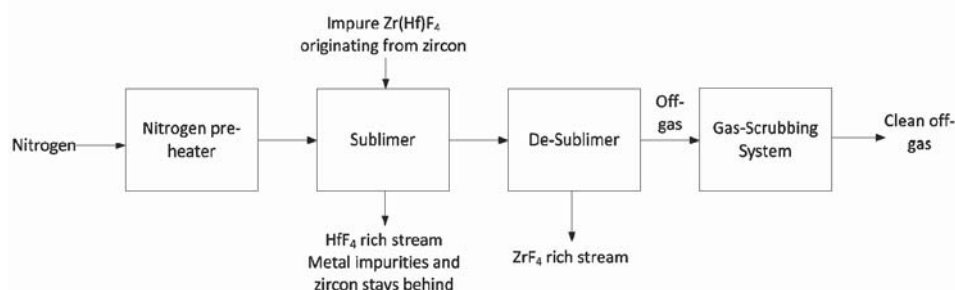 Impure Zr(Hf)F₄
originating from zircon
Nitrogen
Nitrogen pre-
heater
Sublimer
De-Sublimer
Off-
gas
Gas-Scrubbing
System
Clean off-
gas
HfF₄ rich stream
Metal impurities and
zircon stays behind
ZrF₄ rich stream